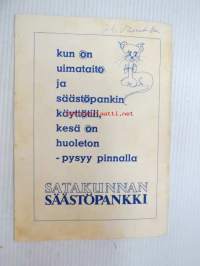 kun on
uimataito
ja
säästöpankin
käyttötili,
kesä on
huoleton
- pysyy pinnalla
SATAKUNNAN
SÄÄSTÖPANKKI